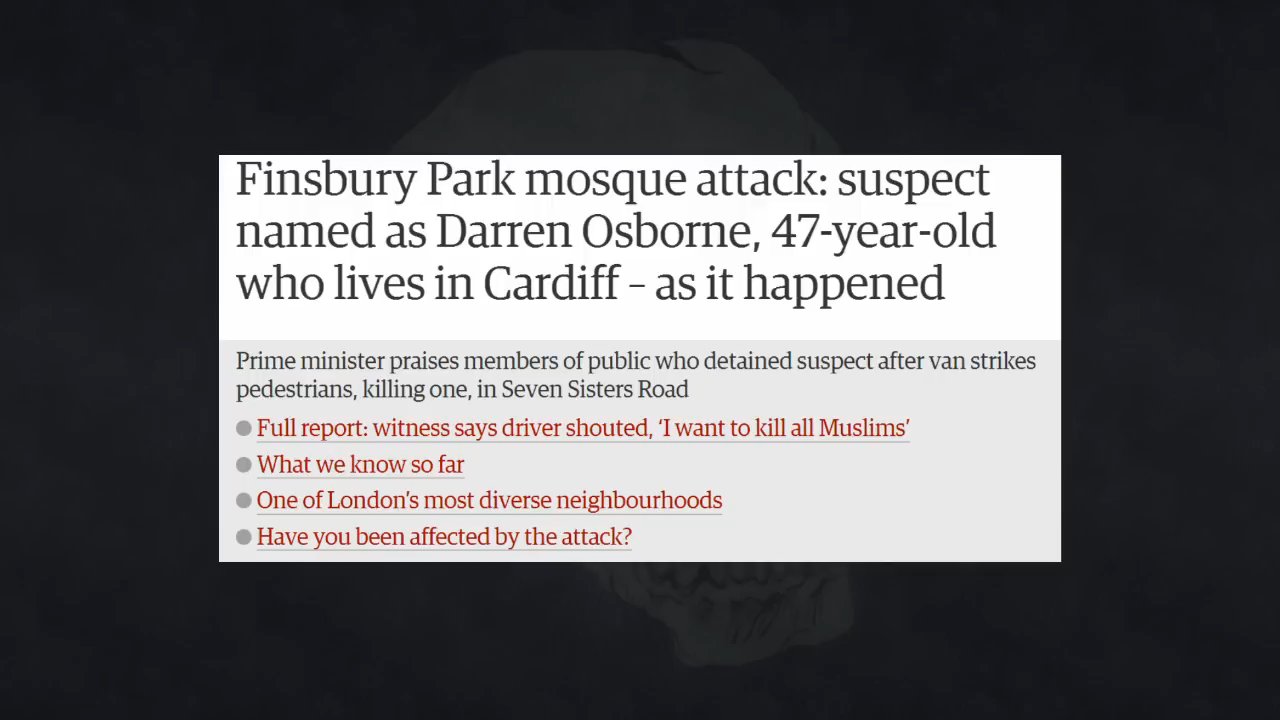 Finsbury Park mosque attack: suspect
named as Darren Osborne, 47-year-old
who lives in Cardiff – as it happened
Prime minister praises members of public who detained suspect after van strikes
pedestrians, killing one, in Seven Sisters Road
Full report: witness says driver shouted, ‘I want to kill all Muslims’
What we know so far
One of London’s most diverse neighbourhoods
Have you been affected by the attack?